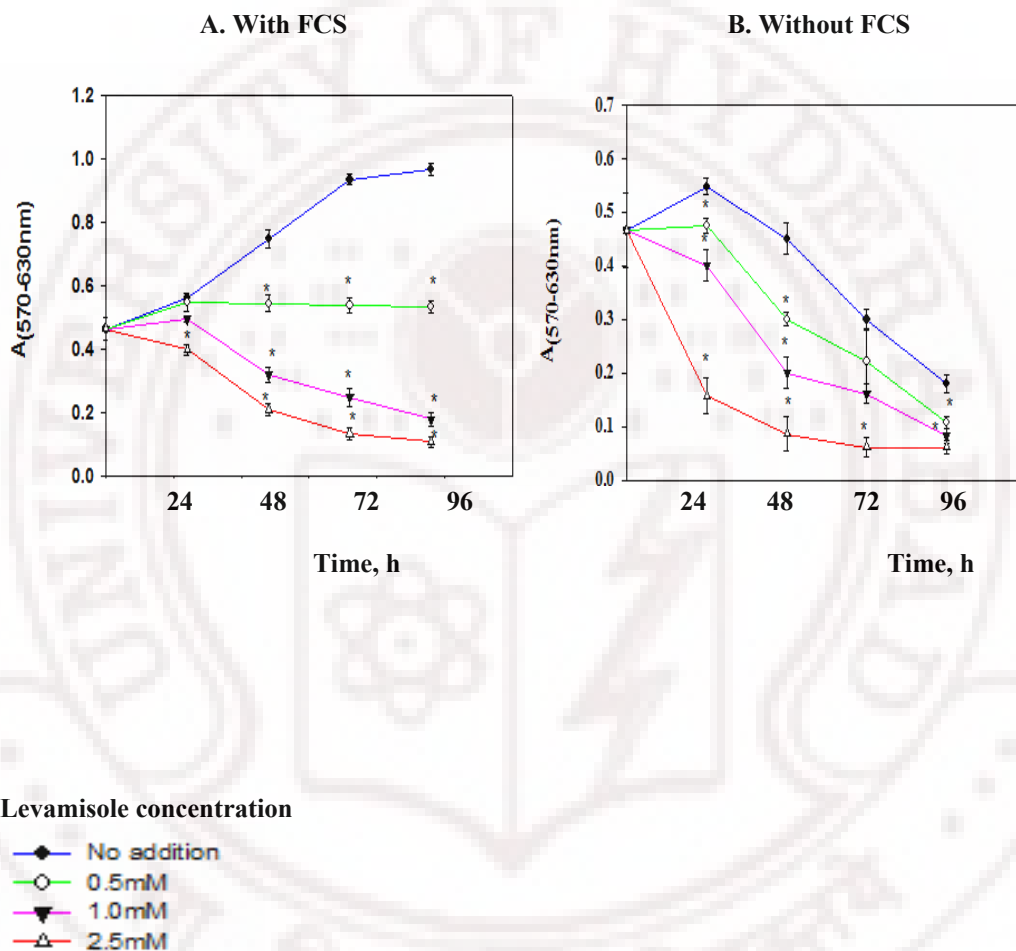 A. With FCS
B. Without FCS
1.2
1.0
0.8
0.6
0.4
0.2
0.0
A(570-630nm)
24 48 72 96
Time, h
0.7
0.6
0.5
0.4
0.3
0.2
0.1
0.0
A(570-630nm)
24 48 72 96
Time, h
Levamisole concentration
No addition
0.5mM
1.0mM
2.5mM